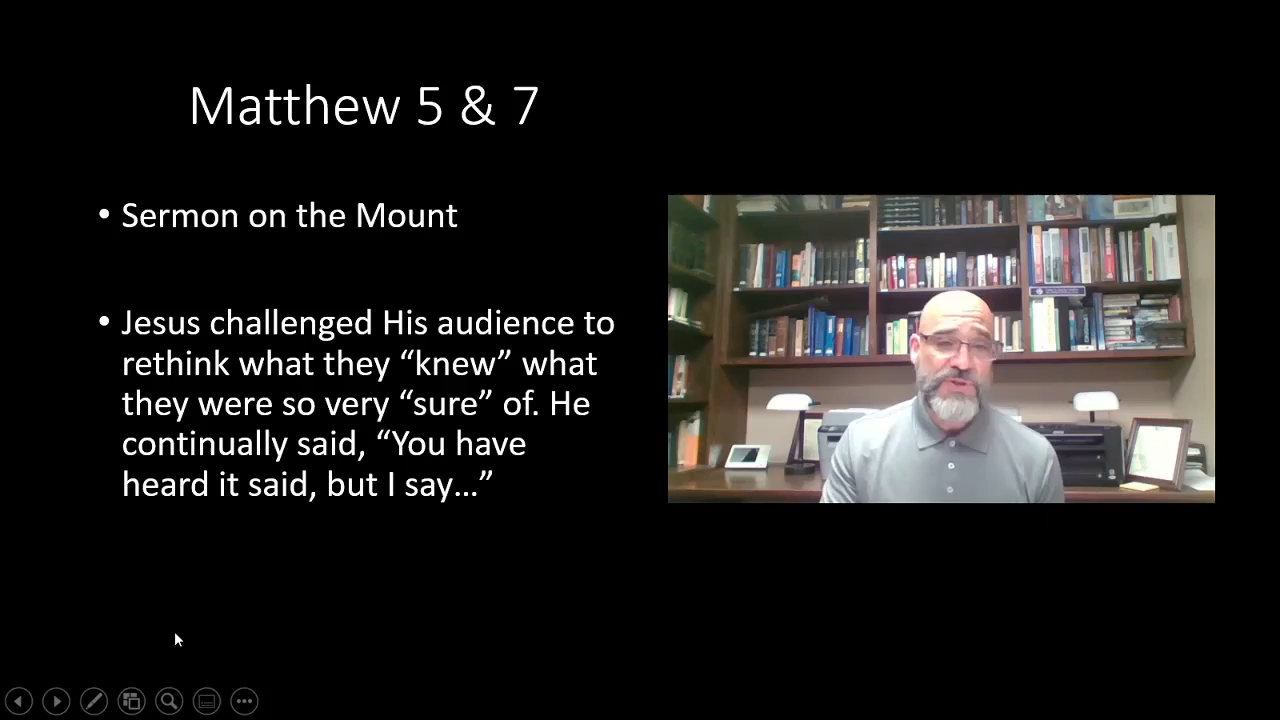 Matthew 5 & 7
• Sermon on the Mount
• Jesus challenged His audience to
rethink what they “knew” what
they were so very “sure” of. He
continually said, “You have
heard it said, but I say…”